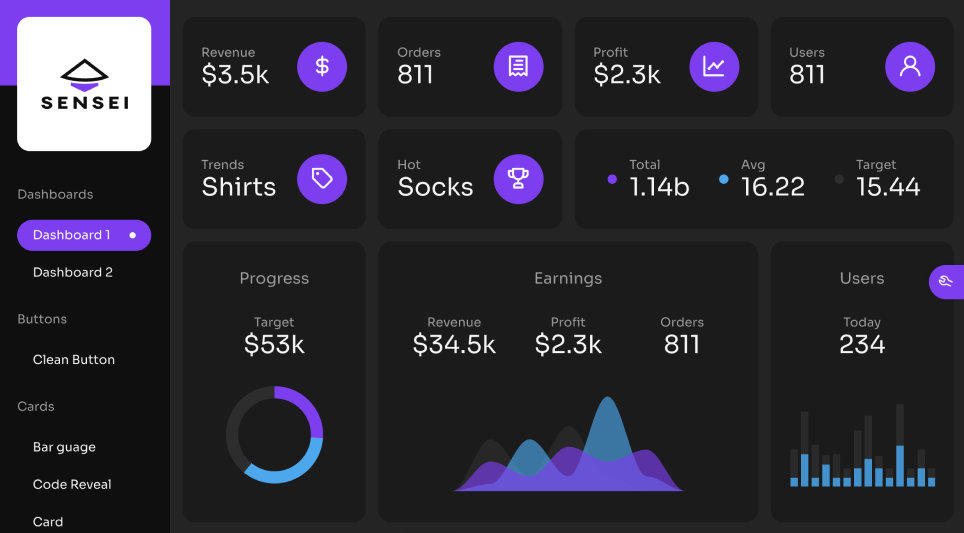 SENSEI
Dashboards
Dashboard 1
Dashboard 2
Buttons
Clean Button
Cards
Bar guage
Code Reveal
Card
Revenue
$3.5k
Orders
811
Profit
$2.3k
Users
811
Trends
Shirts
Hot
Socks
Total
1.14b
Avg
16.22
Target
15.44
Progress
Target
$53k
Earnings
Revenue
$34.5k
Profit
$2.3k
Orders
811
Users
Today
234